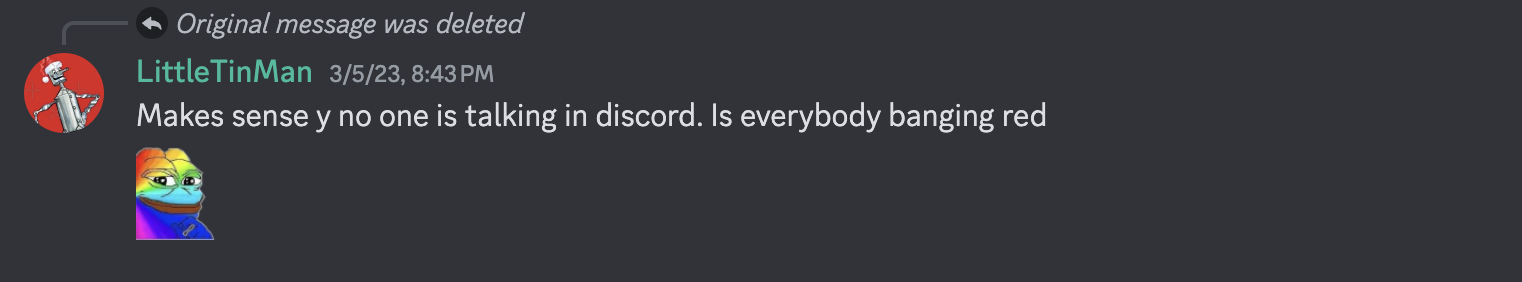 Original message was deleted
LittleTinMan 3/5/23, 8:43 PM
Makes sense y no one is talking in discord. Is everybody banging red